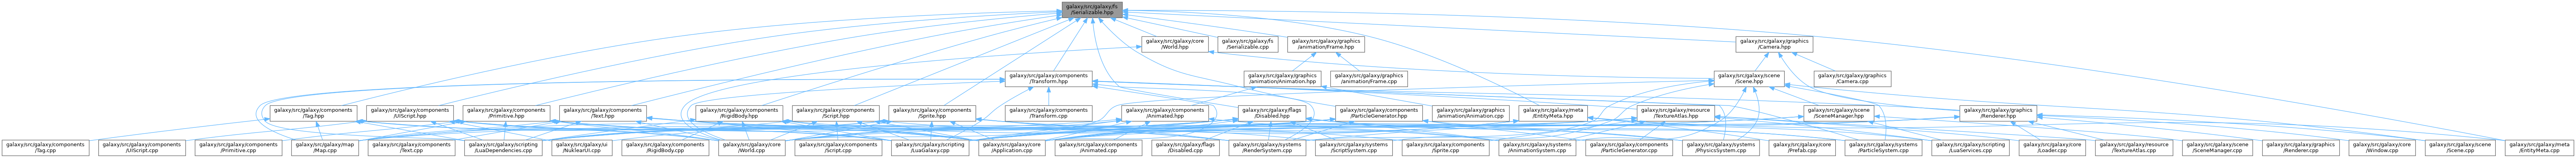 galaxy/src/galaxy/fs
/Serializable.hpp
galaxy/src/galaxy/core
/World.hpp
galaxy/src/galaxy/fs
/Serializable.cpp
galaxy/src/galaxy/graphics
/animation/Frame.hpp
galaxy/src/galaxy/graphics
/Camera.hpp
galaxy/src/galaxy/components
/Transform.hpp
galaxy/src/galaxy/graphics
/animation/Animation.hpp
galaxy/src/galaxy/graphics
/animation/Frame.cpp
galaxy/src/galaxy/scene
/Scene.hpp
galaxy/src/galaxy/graphics
/Camera.cpp
galaxy/src/galaxy/components
/Tag.hpp
galaxy/src/galaxy/components
/UIScript.hpp
galaxy/src/galaxy/components
/Primitive.hpp
galaxy/src/galaxy/components
/Text.hpp
galaxy/src/galaxy/components
/RigidBody.hpp
galaxy/src/galaxy/components
/Script.hpp
galaxy/src/galaxy/components
/Sprite.hpp
galaxy/src/galaxy/components
/Transform.cpp
galaxy/src/galaxy/components
/Animated.hpp
galaxy/src/galaxy/flags
/Disabled.hpp
galaxy/src/galaxy/components
/ParticleGenerator.hpp
galaxy/src/galaxy/graphics
/animation/Animation.cpp
galaxy/src/galaxy/meta
/EntityMeta.hpp
galaxy/src/galaxy/resource
/TextureAtlas.hpp
galaxy/src/galaxy/scene
/SceneManager.hpp
galaxy/src/galaxy/graphics
/Renderer.hpp
galaxy/src/galaxy/components
/Tag.cpp
galaxy/src/galaxy/components
/UIScript.cpp
galaxy/src/galaxy/components
/Primitive.cpp
galaxy/src/galaxy/map
/Map.cpp
galaxy/src/galaxy/components
/Text.cpp
galaxy/src/galaxy/scripting
/LuaDependencies.cpp
galaxy/src/galaxy/ui
/NuklearUI.cpp
galaxy/src/galaxy/components
/RigidBody.cpp
galaxy/src/galaxy/core
/World.cpp
galaxy/src/galaxy/components
/Script.cpp
galaxy/src/galaxy/scripting
/LuaGalaxy.cpp
galaxy/src/galaxy/core
/Application.cpp
galaxy/src/galaxy/components
/Animated.cpp
galaxy/src/galaxy/flags
/Disabled.cpp
galaxy/src/galaxy/systems
/RenderSystem.cpp
galaxy/src/galaxy/systems
/ScriptSystem.cpp
galaxy/src/galaxy/components
/Sprite.cpp
galaxy/src/galaxy/systems
/AnimationSystem.cpp
galaxy/src/galaxy/components
/ParticleGenerator.cpp
galaxy/src/galaxy/systems
/PhysicsSystem.cpp
galaxy/src/galaxy/core
/Prefab.cpp
galaxy/src/galaxy/systems
/ParticleSystem.cpp
galaxy/src/galaxy/scripting
/LuaServices.cpp
galaxy/src/galaxy/core
/Loader.cpp
galaxy/src/galaxy/resource
/TextureAtlas.cpp
galaxy/src/galaxy/scene
/SceneManager.cpp
galaxy/src/galaxy/graphics
/Renderer.cpp
galaxy/src/galaxy/core
/Window.cpp
galaxy/src/galaxy/scene
/Scene.cpp
galaxy/src/galaxy/meta
/EntityMeta.cpp